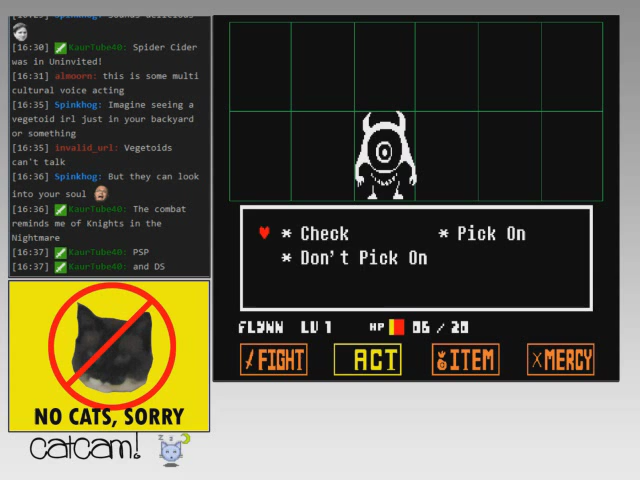 [16:30] KaurTube40: Spider Cider
was in Uninvited!
[16:31] almoorn: this is some multi
cultural voice acting
[16:35] Spinkhog: Imagine seeing a
vegetoid irl just in your backyard
or something
[16:35] invalid_url: Vegetoids
can't talk
[16:36] Spinkhog: But they can look
into your soul
[16:36] KaurTube40: The combat
reminds me of Knights in the
Nightmare
[16:37] KaurTube40: PSP
[16:37] KaurTube40: and DS
NO CATS, SORRY
catcam!
* Check * Pick On
* Don't Pick On
FLYNN LV 1 HP 06 / 20
FIGHT ACT ITEM MERCY